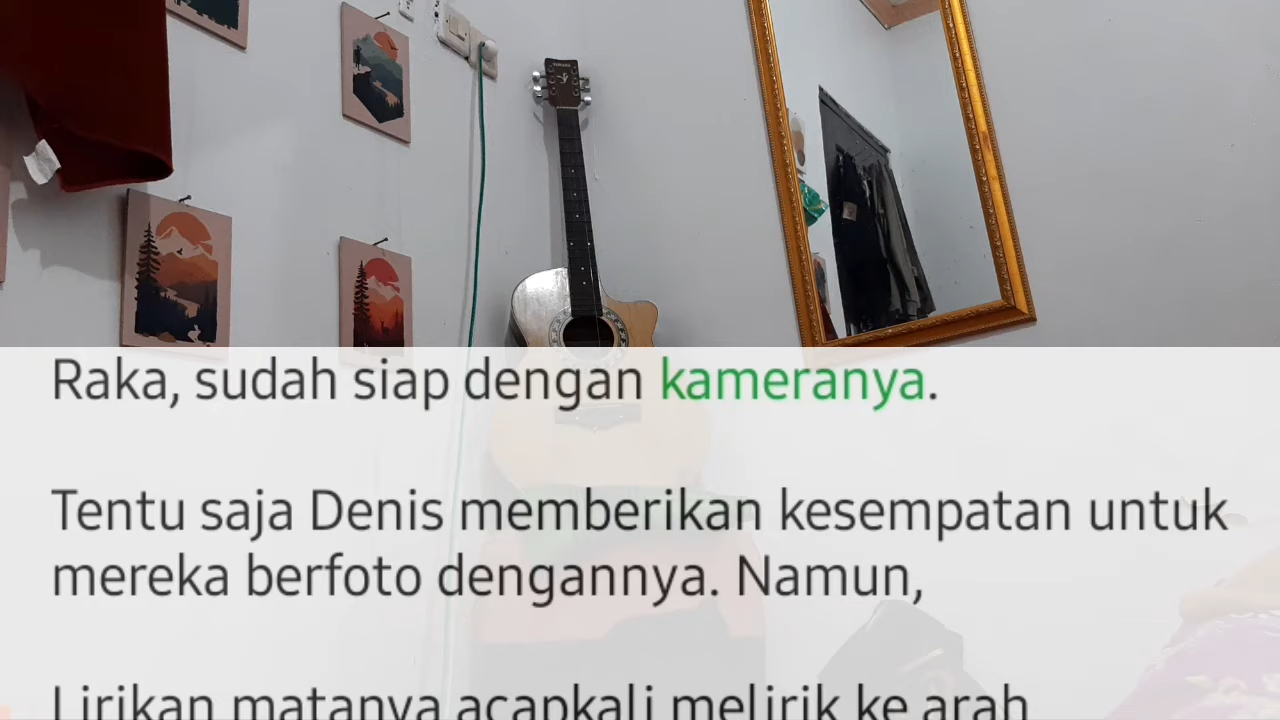 Raka, sudah siap dengan kameranya.
Tentu saja Denis memberikan kesempatan untuk
mereka berfoto dengannya. Namun,
Lirikan matanya acapkali melirik ke arah